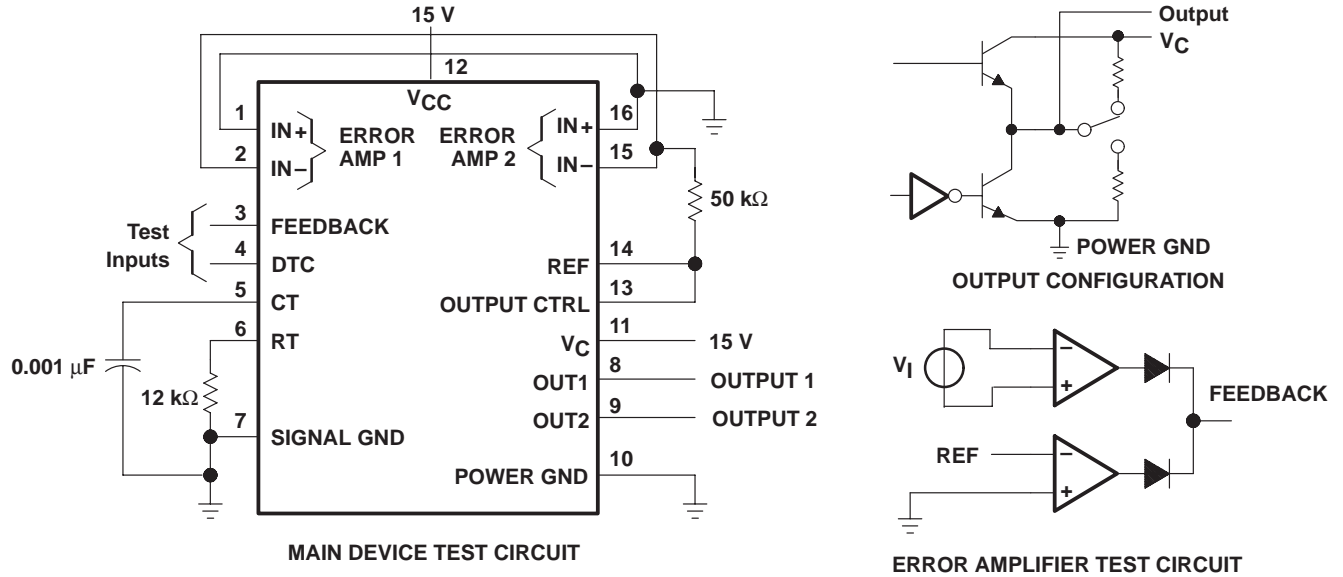 15 V
12
VCC
1
IN+
2
IN−
ERROR
AMP 1
ERROR
AMP 2
16
IN+
15
IN−
50 kΩ
Test
Inputs
3
FEEDBACK
4
DTC
5
CT
6
RT
0.001 μF
12 kΩ
7
SIGNAL GND
14
REF
13
OUTPUT CTRL
11
VC
15 V
8
OUT1
OUTPUT 1
9
OUT2
OUTPUT 2
10
POWER GND
MAIN DEVICE TEST CIRCUIT
Output
VC
POWER GND
OUTPUT CONFIGURATION
VI
−
+
FEEDBACK
REF
−
+
ERROR AMPLIFIER TEST CIRCUIT